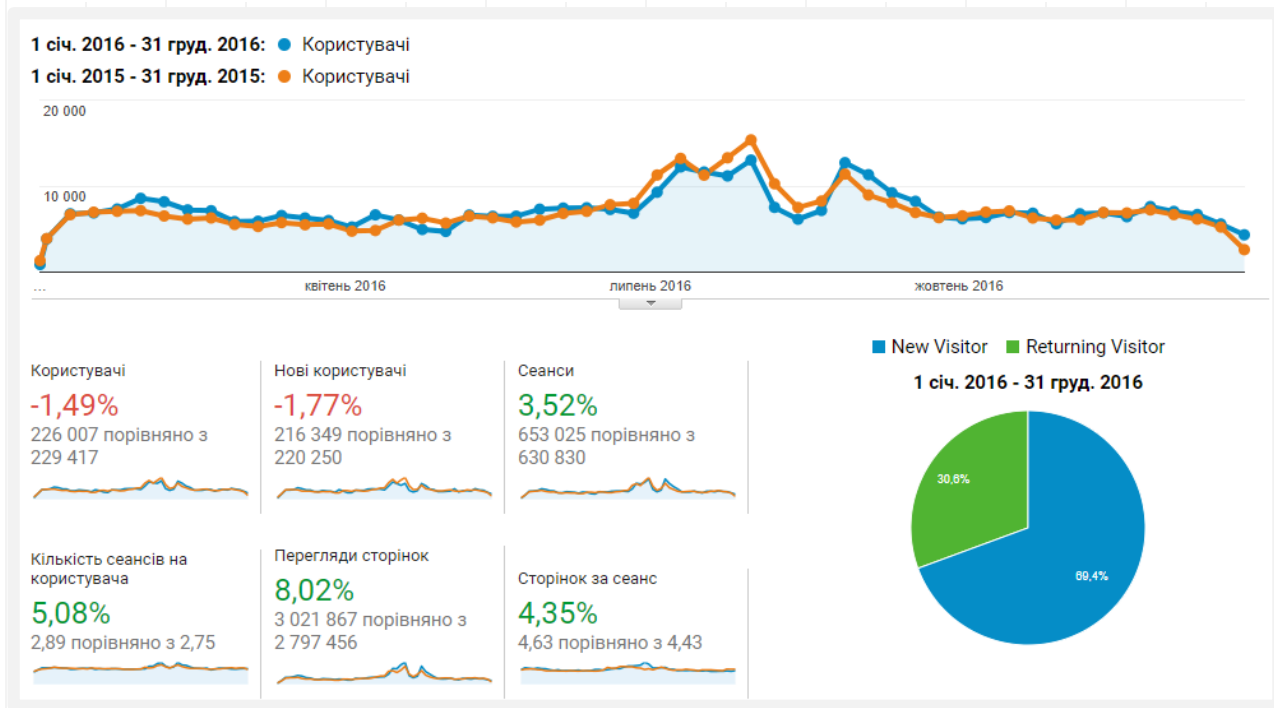 1 січ. 2016 - 31 груд. 2016: Користувачі
1 січ. 2015 - 31 груд. 2015: Користувачі
20 000
10 000
...
квітень 2016
липень 2016
жовтень 2016
Користувачі
-1,49%
226 007 порівняно з
229 417
Нові користувачі
-1,77%
216 349 порівняно з
220 250
Сеанси
3,52%
653 025 порівняно з
630 830
Кількість сеансів на
користувача
5,08%
2,89 порівняно з 2,75
Перегляди сторінок
8,02%
3 021 867 порівняно з
2 797 456
Сторінок за сеанс
4,35%
4,63 порівняно з 4,43
New Visitor Returning Visitor
1 січ. 2016 - 31 груд. 2016
30,6%
69,4%